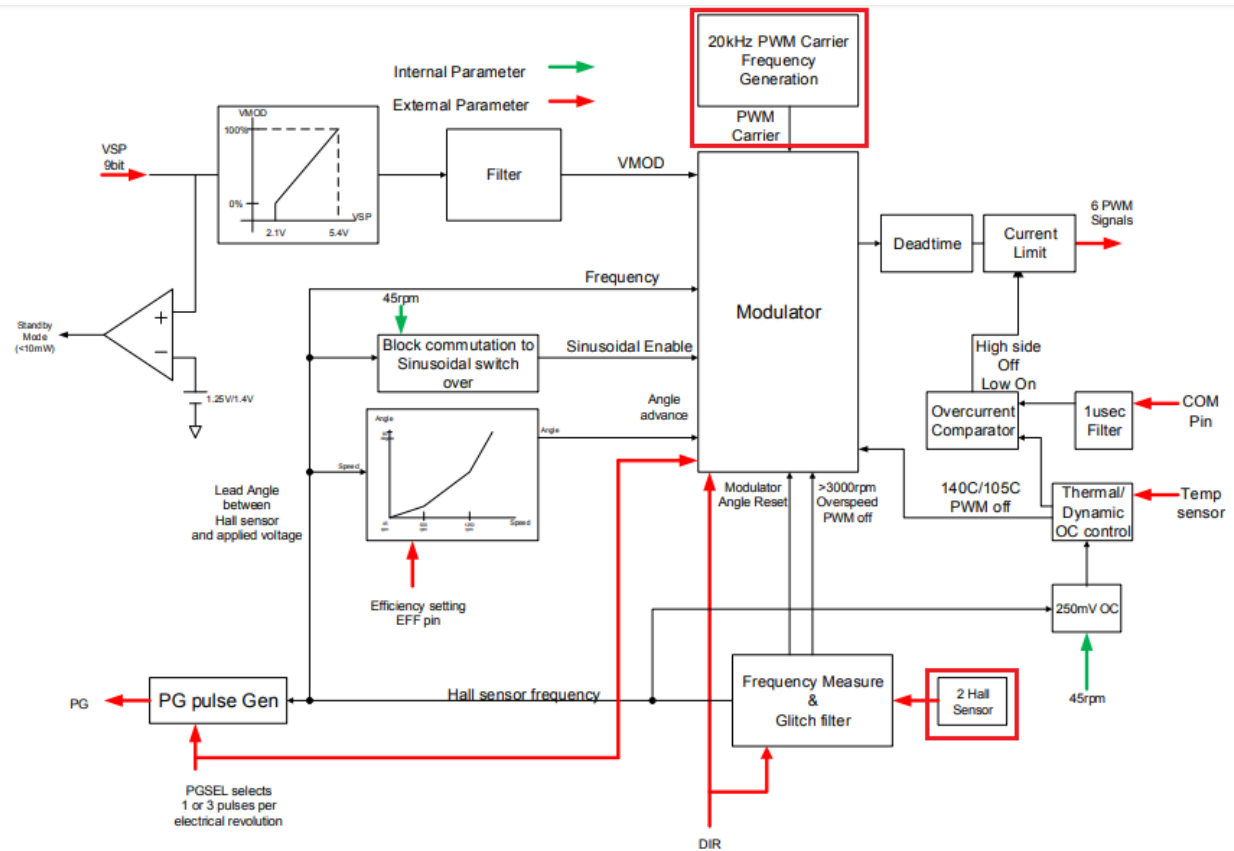 20kHz PWM Carrier
Frequency
Generation
PWM
Carrier
Internal Parameter
External Parameter
VMOD
100%
0%
2.1V
5.4V
VSP
VSP
9bit
Filter
VMOD
6 PWM
Signals
Deadtime
Current
Limit
Modulator
Frequency
45rpm
Block commutation to
Sinusoidal switch
over
Sinusoidal Enable
Standby
Mode
(<10mW)
+
−
1.25V/1.4V
High side
Off
Low On
Overcurrent
Comparator
1usec
Filter
COM
Pin
Angle
advance
Angle
Angle
Speed
Speed
Lead Angle
between
Hall sensor
and applied voltage
Modulator
Angle Reset
>3000rpm
Overspeed
PWM off
140C/105C
PWM off
Thermal/
Dynamic
OC control
Temp
sensor
Efficiency setting
EFF pin
250mV OC
45rpm
PG
PG pulse Gen
Hall sensor frequency
Frequency Measure
&
Glitch filter
2 Hall
Sensor
PGSEL selects
1 or 3 pulses per
electrical revolution
DIR